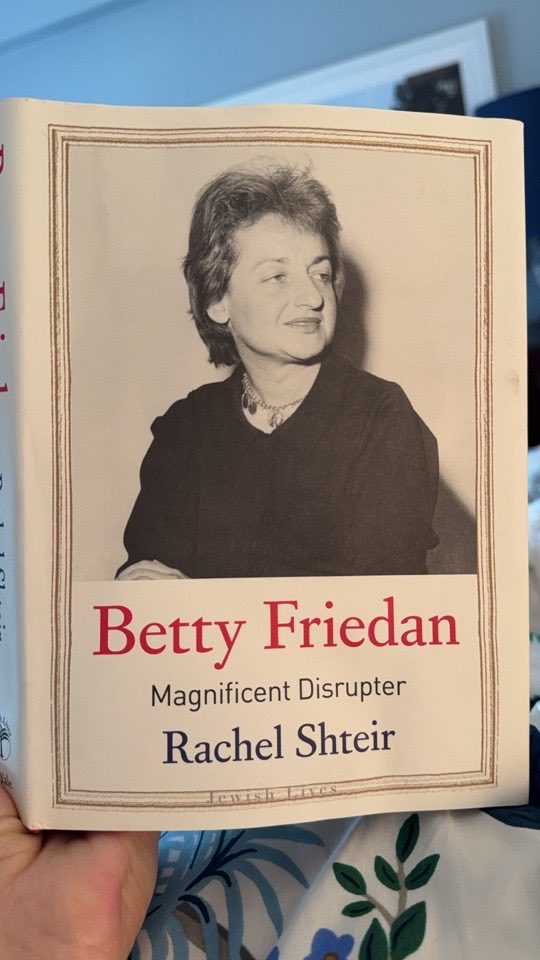 Betty Friedan
Magnificent Disrupter
Rachel Shteir
Jewish Lives